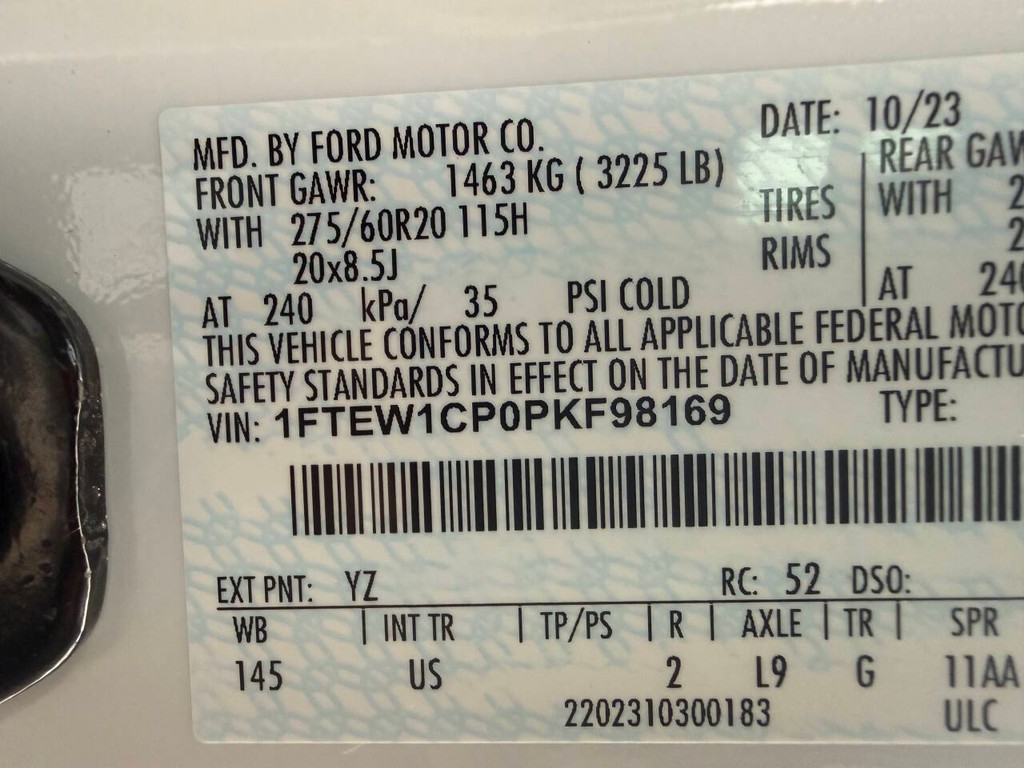 DATE: 10/23
MFD. BY FORD MOTOR CO.
FRONT GAWR: 1463 KG ( 3225 LB)
REAR GAW
WITH 275/60R20 115H TIRES WITH 2
20x8.5J RIMS 2
AT 240 kPa/ 35 PSI COLD AT 240
THIS VEHICLE CONFORMS TO ALL APPLICABLE FEDERAL MOTO
SAFETY STANDARDS IN EFFECT ON THE DATE OF MANUFACTU
VIN: 1FTEW1CP0PKF98169 TYPE:
EXT PNT: YZ RC: 52 DSO:
WB | INT TR | TP/PS | R | AXLE | TR | SPR
145 US 2 L9 G 11AA
2202310300183 ULC